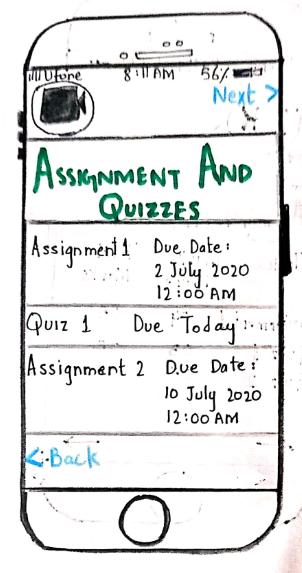 Ufone 8:11 AM 56%
Next >
Assignment And
Quizzes
Assignment 1 Due Date:
2 July 2020
12:00 AM
Quiz 1 Due Today
Assignment 2 Due Date:
10 July 2020
12:00 AM
< Back